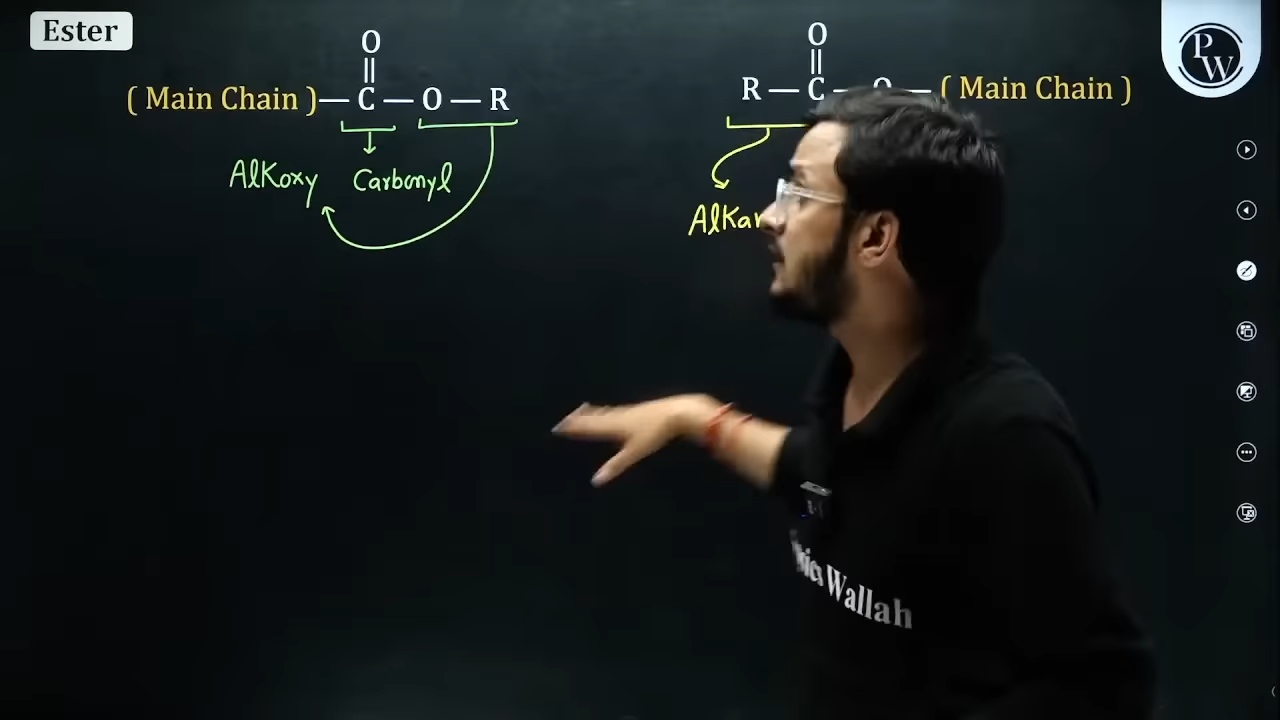 Ester
O
( Main Chain )— C — O — R
Alkoxy Carbonyl
O
R — C — O — ( Main Chain )
PW
Wallah